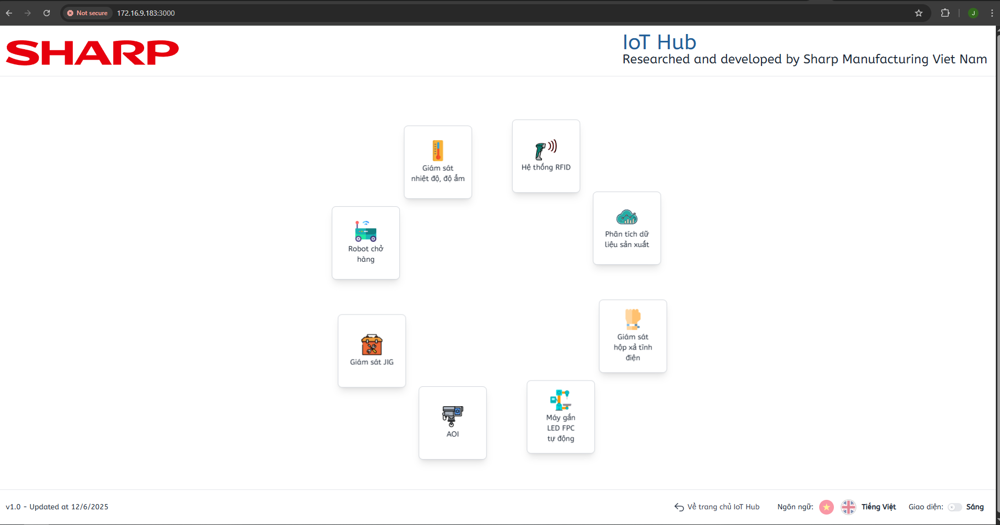 Not secure
172.16.9.183:3000
J
SHARP
IoT Hub
Researched and developed by Sharp Manufacturing Viet Nam
Giám sát
nhiệt độ, độ ẩm
Hệ thống RFID
Robot chở
hàng
Phân tích dữ
liệu sản xuất
Giám sát JIG
Giám sát
hộp xả tĩnh
điện
AOI
Máy gắn
LED FPC
tự động
v1.0 - Updated at 12/6/2025
Về trang chủ IoT Hub
Ngôn ngữ:
Tiếng Việt
Giao diện:
Sáng